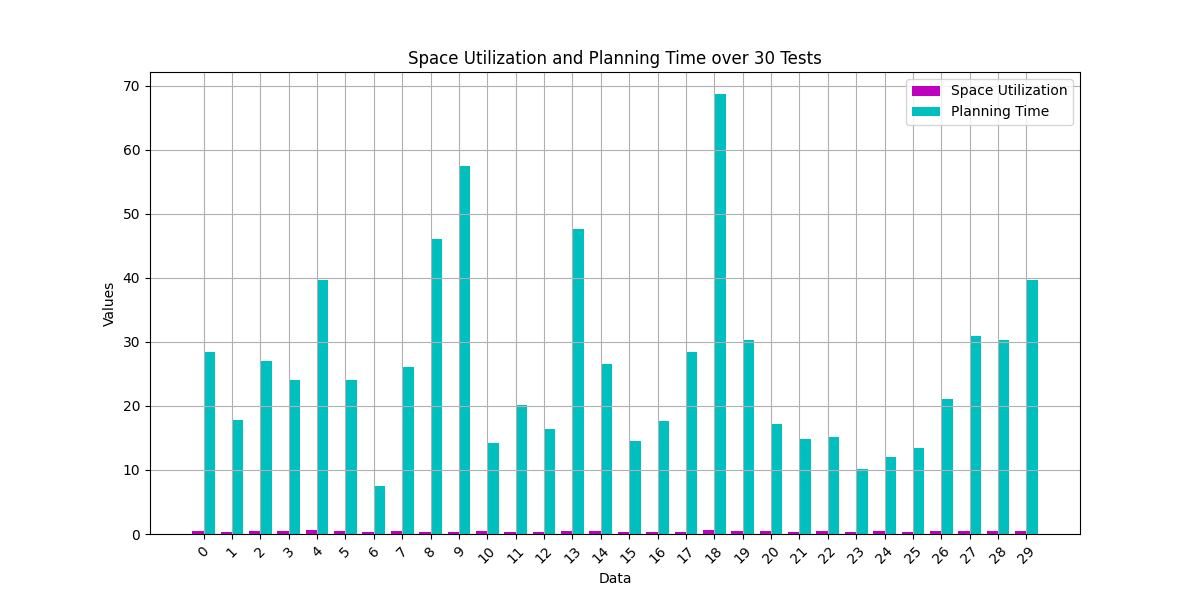 Space Utilization and Planning Time over 30 Tests
Space Utilization
Planning Time
70
60
50
40
30
20
10
0
Values
0 1 2 3 4 5 6 7 8 9 10 11 12 13 14 15 16 17 18 19 20 21 22 23 24 25 26 27 28 29
Data